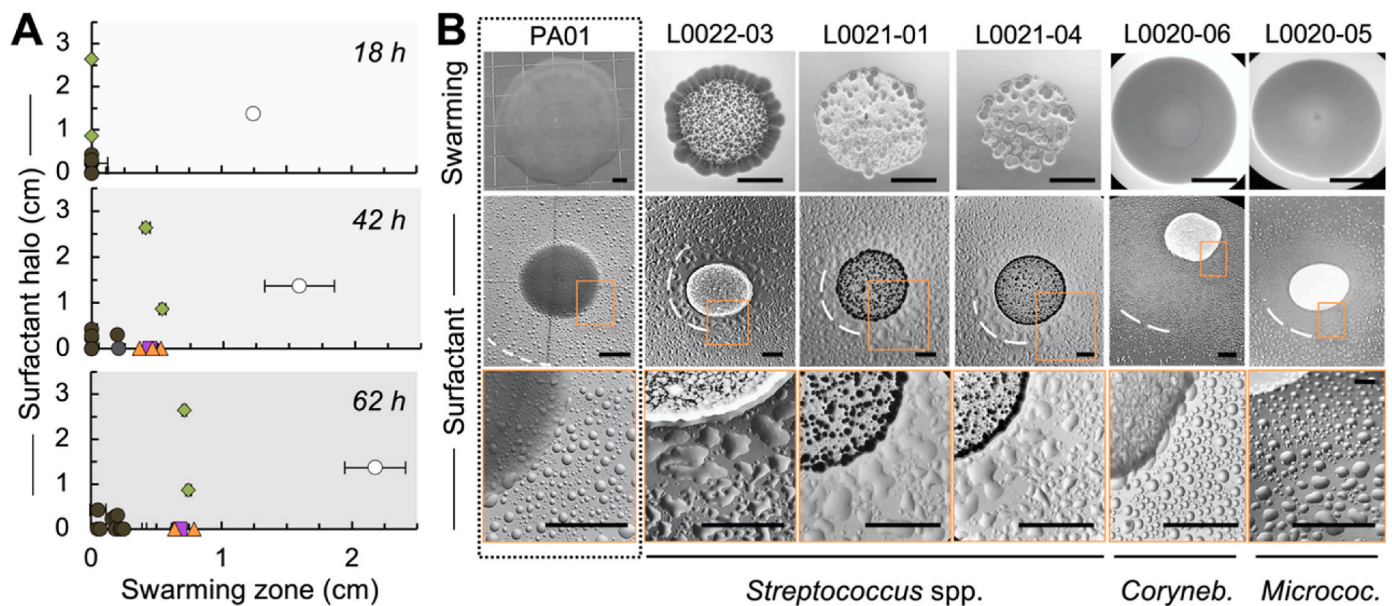 A
B
Surfactant halo (cm)
18 h
3
2
1
0
42 h
3
2
1
0
62 h
3
2
1
0
0 1 2
Swarming zone (cm)
PA01 L0022-03 L0021-01 L0021-04 L0020-06 L0020-05
Swarming
Surfactant
Streptococcus spp. Coryneb. Micrococ.